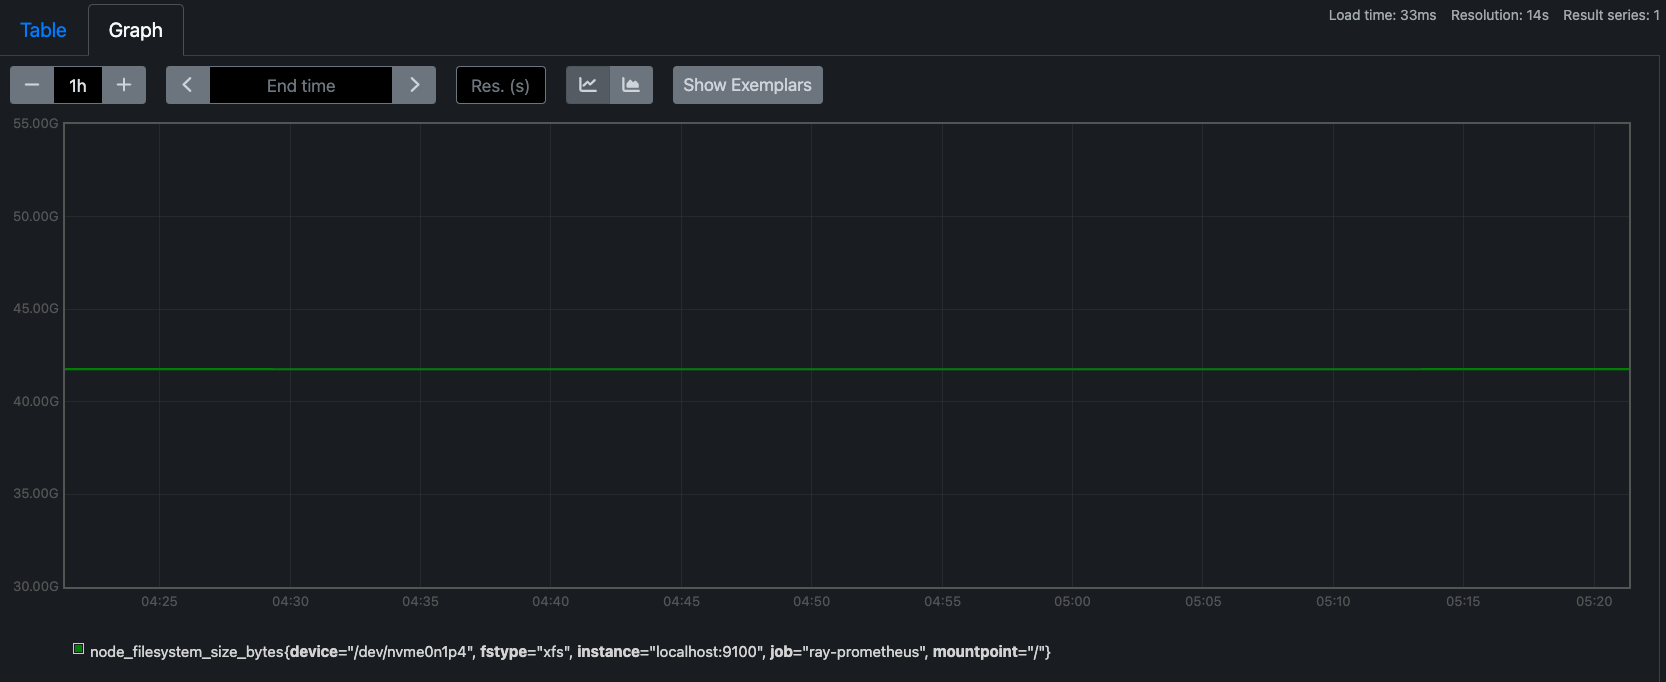 Table Graph Load time: 33ms Resolution: 14s Result series: 1
1h End time Res. (s) Show Exemplars
55.00G
50.00G
45.00G
40.00G
35.00G
30.00G
04:25 04:30 04:35 04:40 04:45 04:50 04:55 05:00 05:05 05:10 05:15 05:20
node_filesystem_size_bytes{device="/dev/nvme0n1p4", fstype="xfs", instance="localhost:9100", job="ray-prometheus", mountpoint="/"}